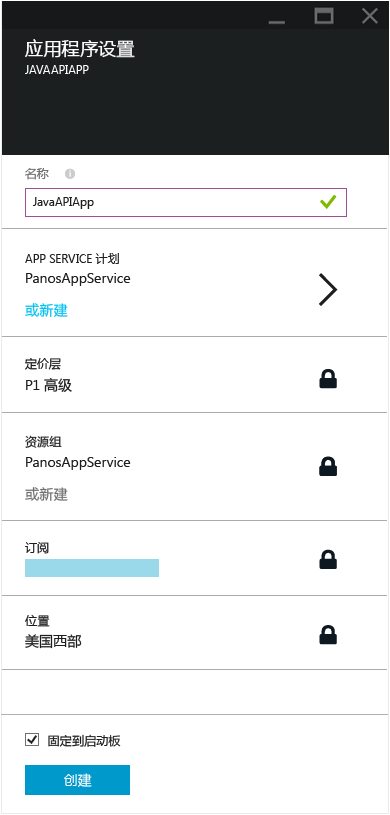 应用程序设置
JAVAAPIAPP
名称
JavaAPIApp
APP SERVICE 计划
PanosAppService
或新建
定价层
P1 高级
资源组
PanosAppService
或新建
订阅
位置
美国西部
固定到启动板
创建